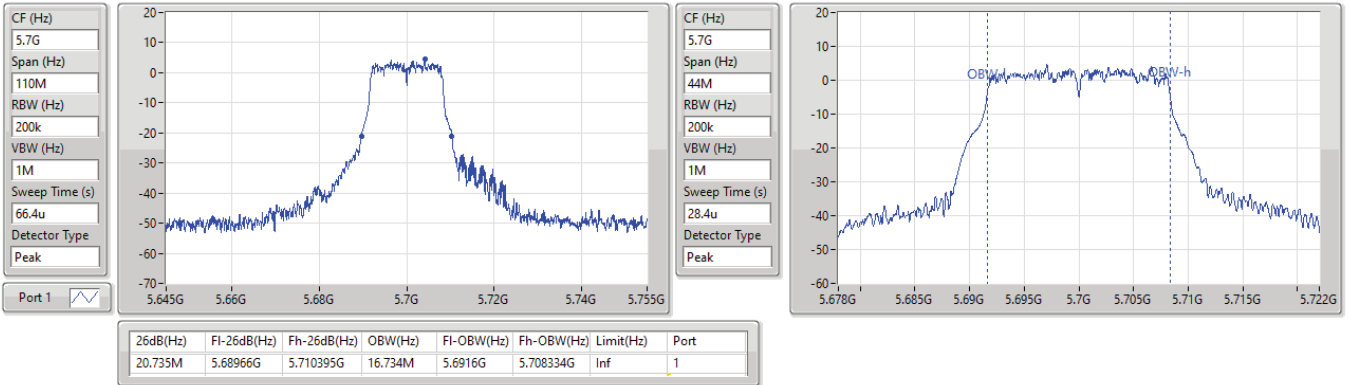 CF (Hz)
5.7G
Span (Hz)
110M
RBW (Hz)
200k
VBW (Hz)
1M
Sweep Time (s)
66.4u
Detector Type
Peak
Port 1
20
10
0
-10
-20
-30
-40
-50
-60
-70
5.645G 5.66G 5.68G 5.7G 5.72G 5.74G 5.755G
CF (Hz)
5.7G
Span (Hz)
44M
RBW (Hz)
200k
VBW (Hz)
1M
Sweep Time (s)
28.4u
Detector Type
Peak
20
10
0
-10
-20
-30
-40
-50
-60
OBW-l OBW-h
5.678G 5.685G 5.69G 5.695G 5.7G 5.705G 5.71G 5.715G 5.722G
26dB(Hz) Fl-26dB(Hz) Fh-26dB(Hz) OBW(Hz) Fl-OBW(Hz) Fh-OBW(Hz) Limit(Hz) Port
20.735M 5.68966G 5.710395G 16.734M 5.6916G 5.708334G Inf 1